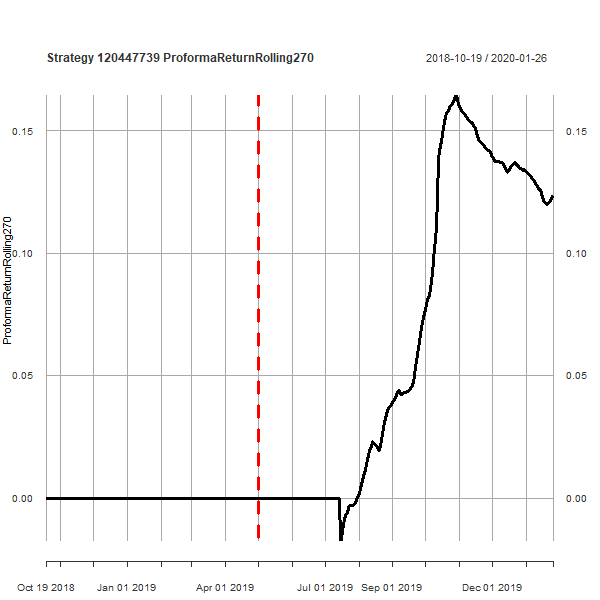 Strategy 120447739 ProformaReturnRolling270
2018-10-19 / 2020-01-26
ProformaReturnRolling270
0.15
0.15
0.10
0.10
0.05
0.05
0.00
0.00
Oct 19 2018
Jan 01 2019
Apr 01 2019
Jul 01 2019
Sep 01 2019
Dec 01 2019